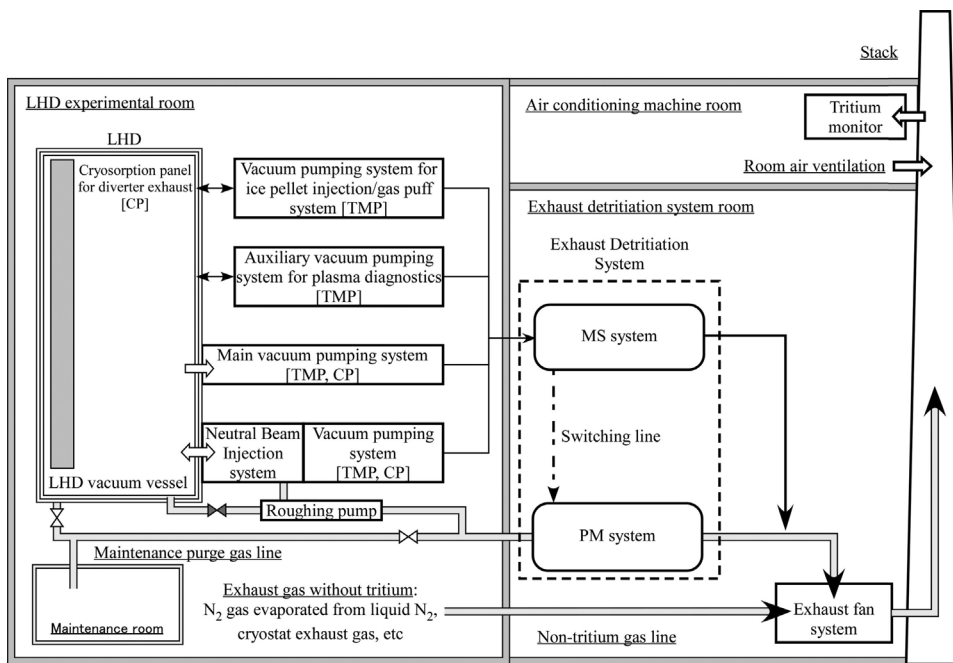 Stack
LHD experimental room
Air conditioning machine room
Tritium
monitor
Room air ventilation
LHD
Cryosorption panel
for diverter exhaust
[CP]
Vacuum pumping system for
ice pellet injection/gas puff
system [TMP]
Auxiliary vacuum pumping
system for plasma diagnostics
[TMP]
Main vacuum pumping system
[TMP, CP]
Neutral Beam
Injection
system
Vacuum pumping
system
[TMP, CP]
LHD vacuum vessel
Roughing pump
Maintenance purge gas line
Maintenance room
Exhaust gas without tritium:
N2 gas evaporated from liquid N2,
cryostat exhaust gas, etc
Exhaust detritiation system room
Exhaust Detritiation
System
MS system
Switching line
PM system
Exhaust fan
system
Non-tritium gas line